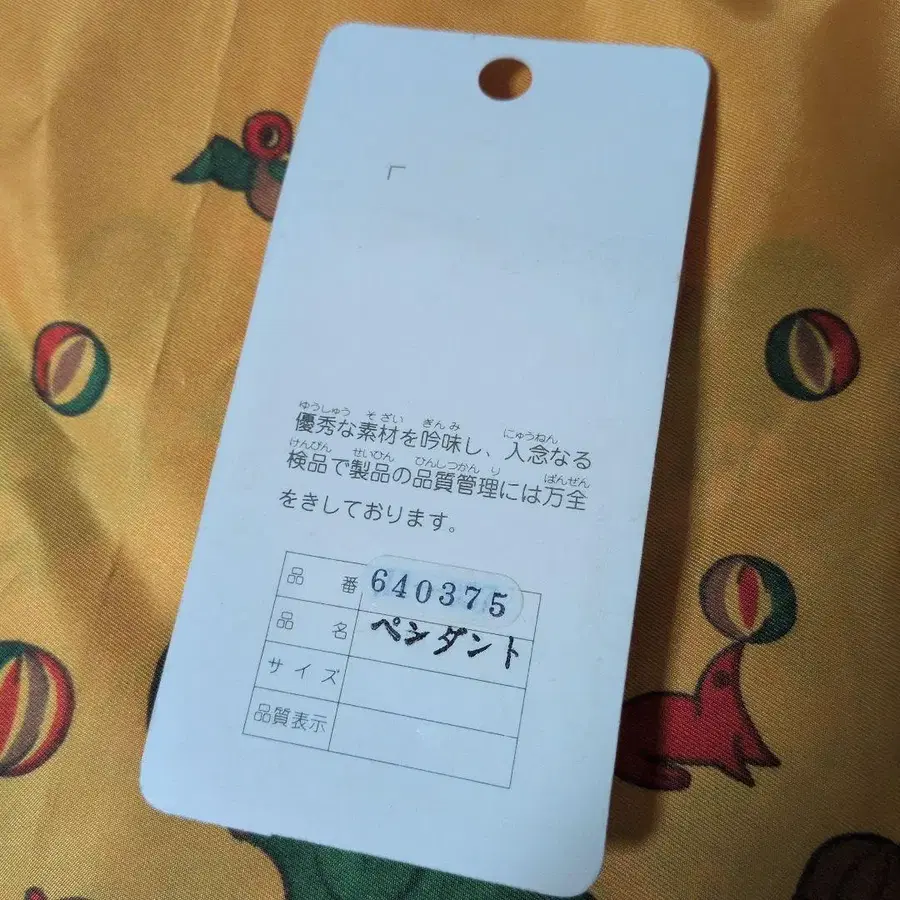 優秀な素材を吟味し、入念なる
検品で製品の品質管理には万全
をきしております。
品番 640375
品名 ペンダント
サイズ
品質表示